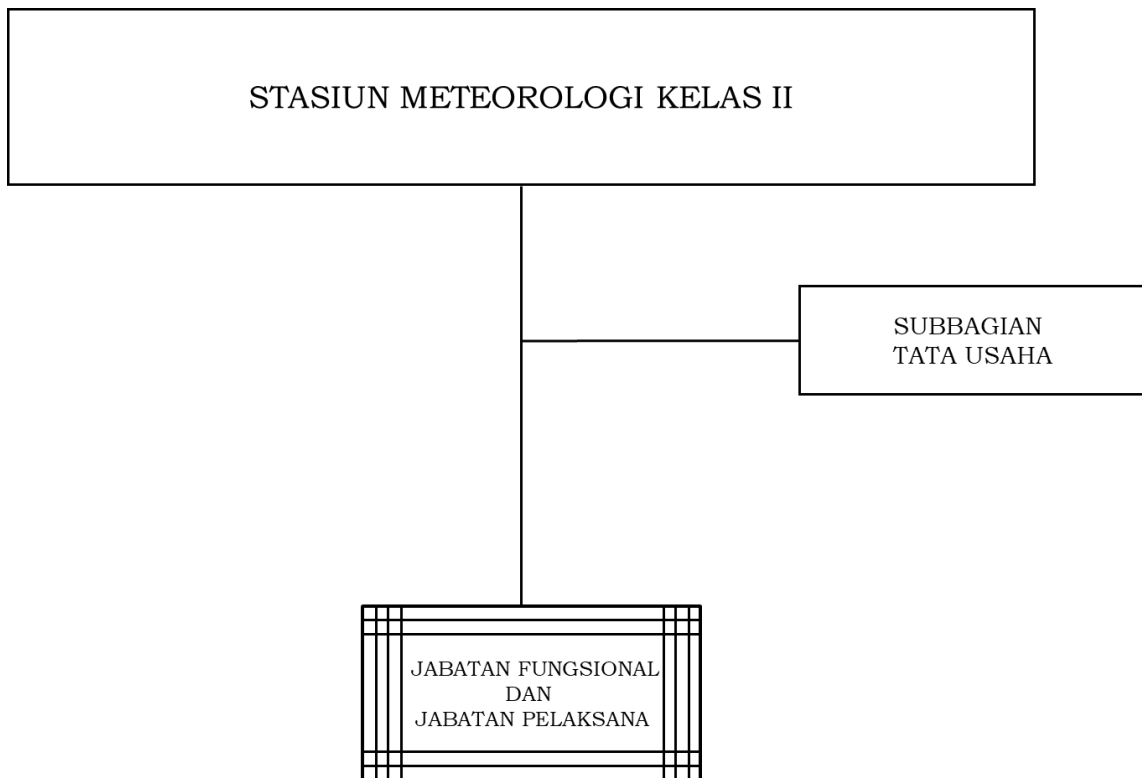 STASIUN METEOROLOGI KELAS II
SUBBAGIAN
TATA USAHA
JABATAN FUNGSIONAL
DAN
JABATAN PELAKSANA